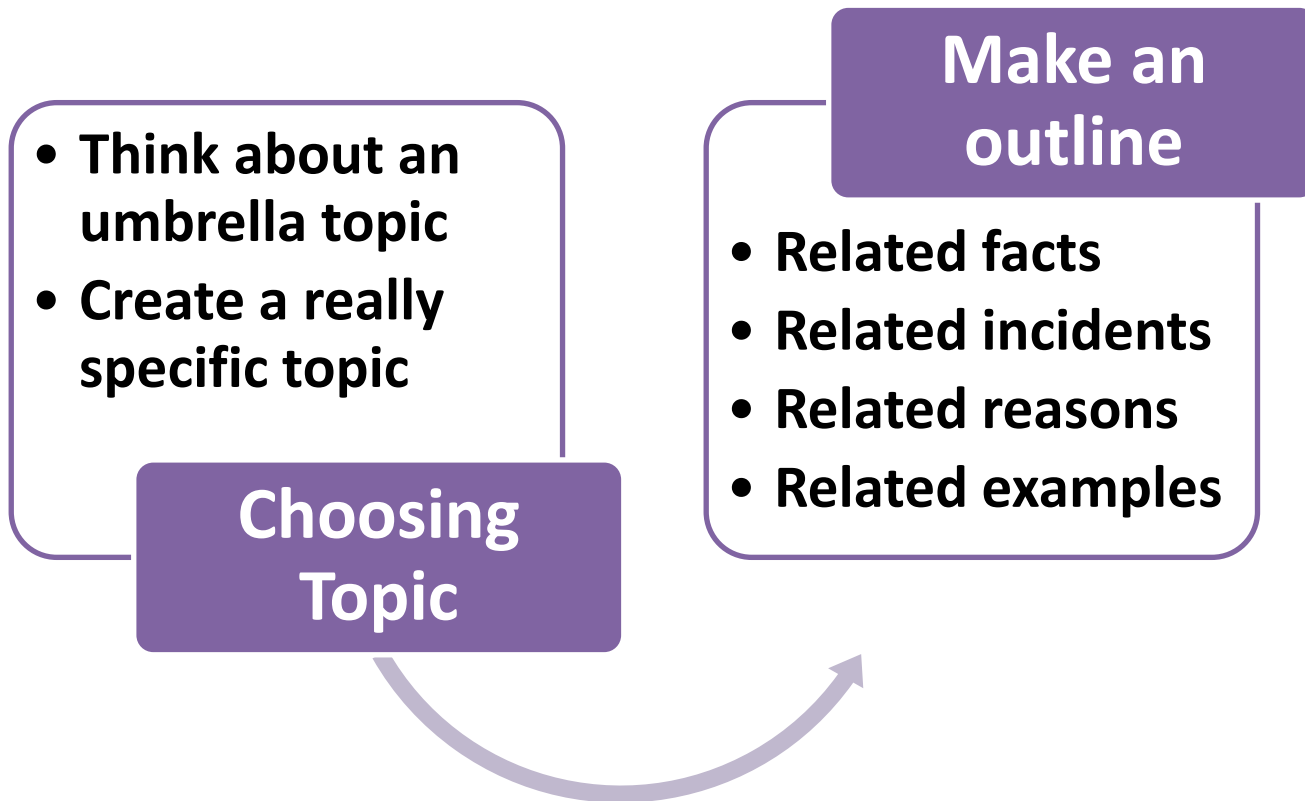 • Think about an
umbrella topic
• Create a really
specific topic
Choosing
Topic
Make an
outline
• Related facts
• Related incidents
• Related reasons
• Related examples